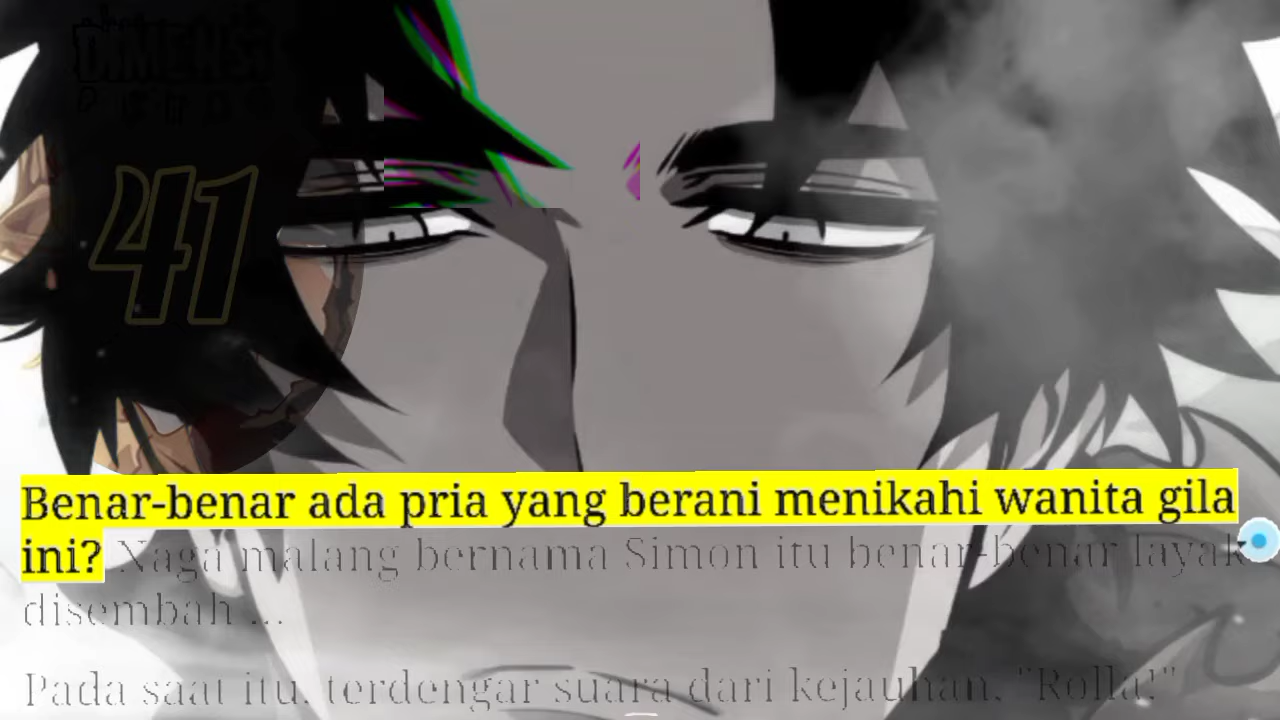 41
Benar-benar ada pria yang berani menikahi wanita gila
ini? Naga malang bernama Simon itu benar-benar layak
disembah ...
Pada saat itu, terdengar suara dari kejauhan, "Rolla!"